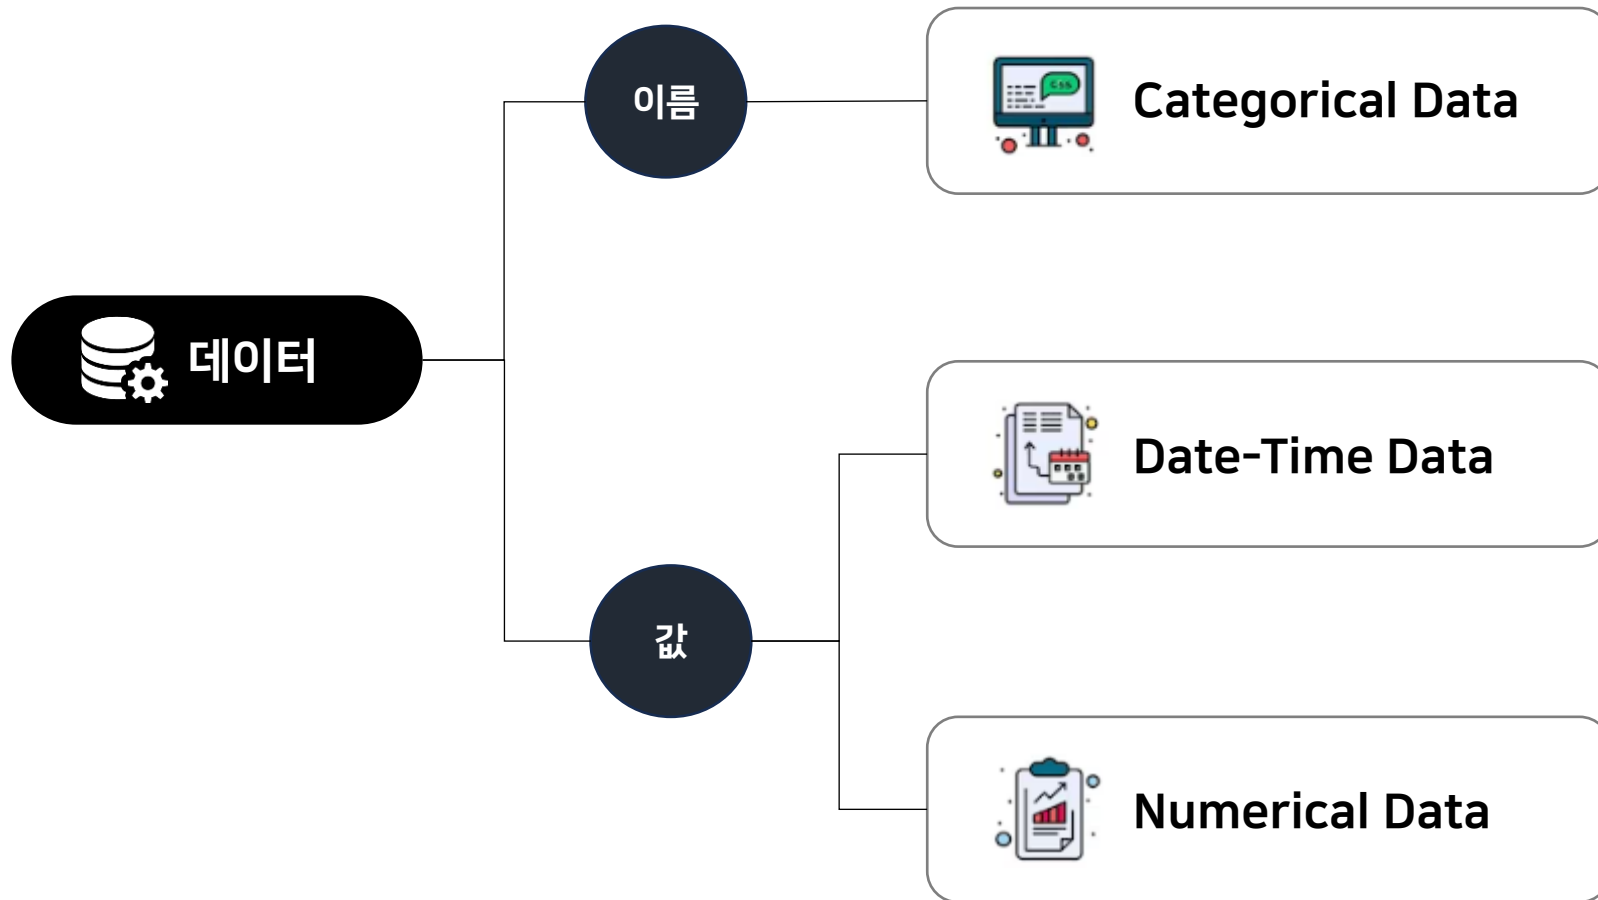 이름
Categorical Data
데이터
Date-Time Data
값
Numerical Data